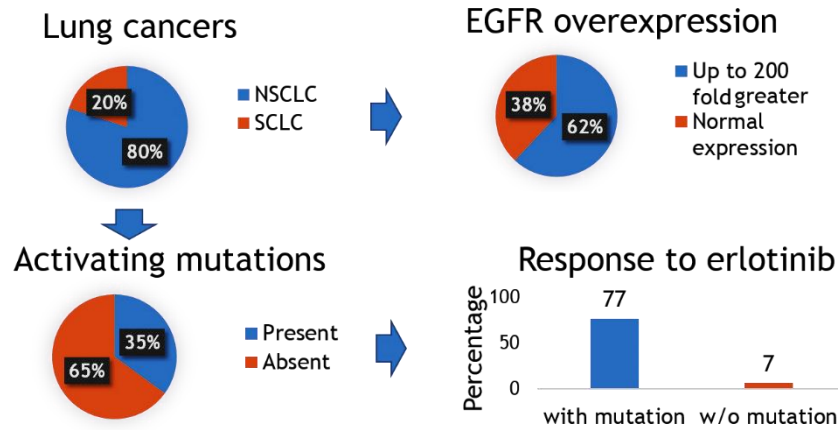 Lung cancers
20%
80%
NSCLC
SCLC
EGFR overexpression
38%
62%
Up to 200
fold greater
Normal
expression
Activating mutations
35%
65%
Present
Absent
Response to erlotinib
Percentage
100
50
0
77
7
with mutation w/o mutation